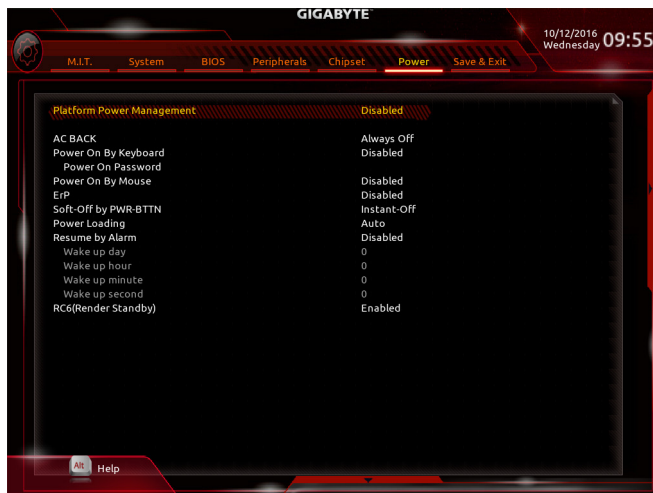 GIGABYTE™
10/12/2016
Wednesday 09:55
M.I.T. System BIOS Peripherals Chipset Power Save & Exit
Platform Power Management Disabled
AC BACK Always Off
Power On By Keyboard Disabled
Power On Password
Power On By Mouse Disabled
ErP Disabled
Soft-Off by PWR-BTTN Instant-Off
Power Loading Auto
Resume by Alarm Disabled
Wake up day 0
Wake up hour 0
Wake up minute 0
Wake up second 0
RC6(Render Standby) Enabled
Alt Help